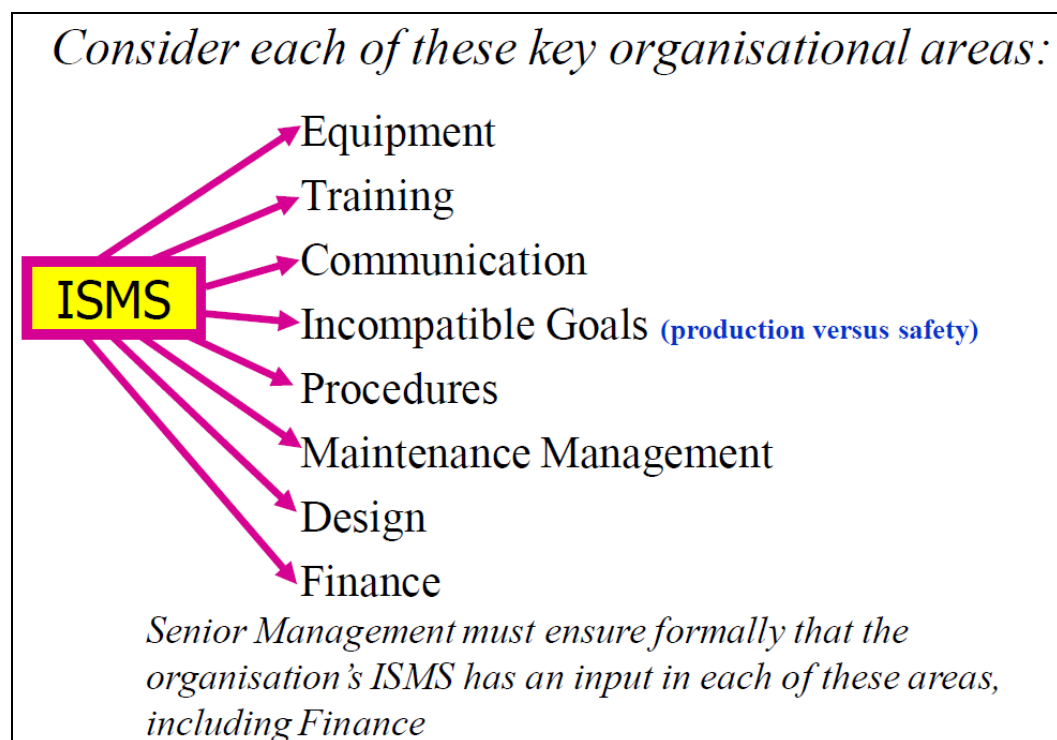 Consider each of these key organisational areas:
Equipment
Training
Communication
ISMS
Incompatible Goals (production versus safety)
Procedures
Maintenance Management
Design
Finance
Senior Management must ensure formally that the
organisation's ISMS has an input in each of these areas,
including Finance